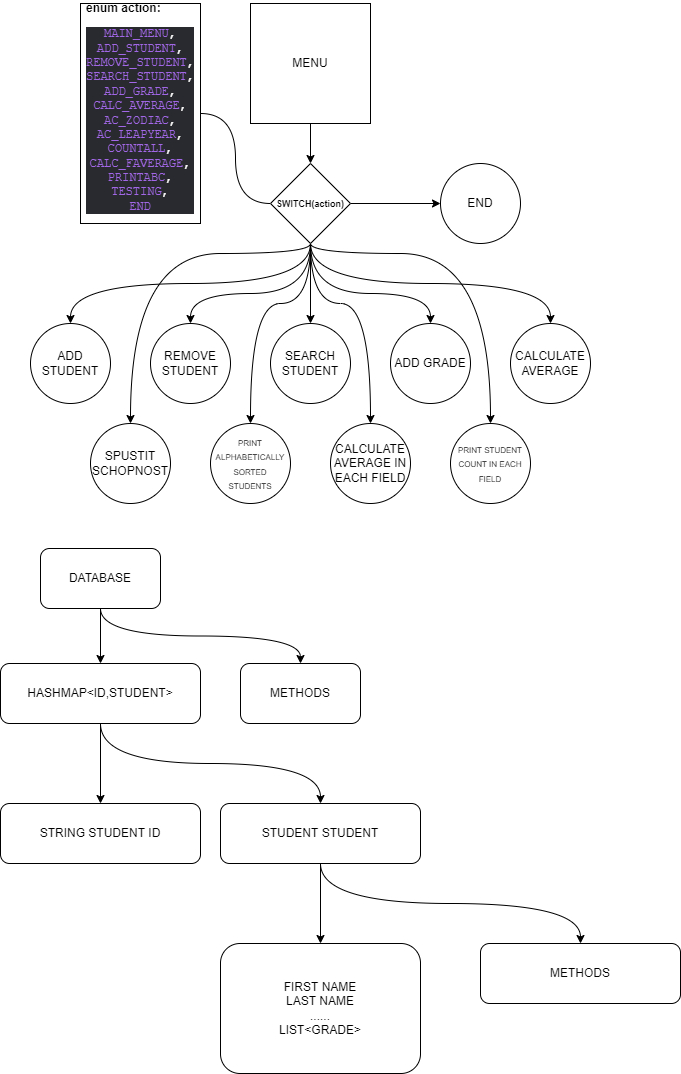 enum action:
MAIN_MENU,
ADD_STUDENT,
REMOVE_STUDENT,
SEARCH_STUDENT,
ADD_GRADE,
CALC_AVERAGE,
AC_ZODIAC,
AC_LEAPYEAR,
COUNTALL,
CALC_FAVERAGE,
PRINTABC,
TESTING,
END
MENU
SWITCH(action)
END
ADD
STUDENT
REMOVE
STUDENT
SEARCH
STUDENT
ADD GRADE
CALCULATE
AVERAGE
SPUSTIT
SCHOPNOST
PRINT
ALPHABETICALLY
SORTED
STUDENTS
CALCULATE
AVERAGE IN
EACH FIELD
PRINT STUDENT
COUNT IN EACH
FIELD
DATABASE
HASHMAP<ID,STUDENT>
METHODS
STRING STUDENT ID
STUDENT STUDENT
FIRST NAME
LAST NAME
......
LIST<GRADE>
METHODS